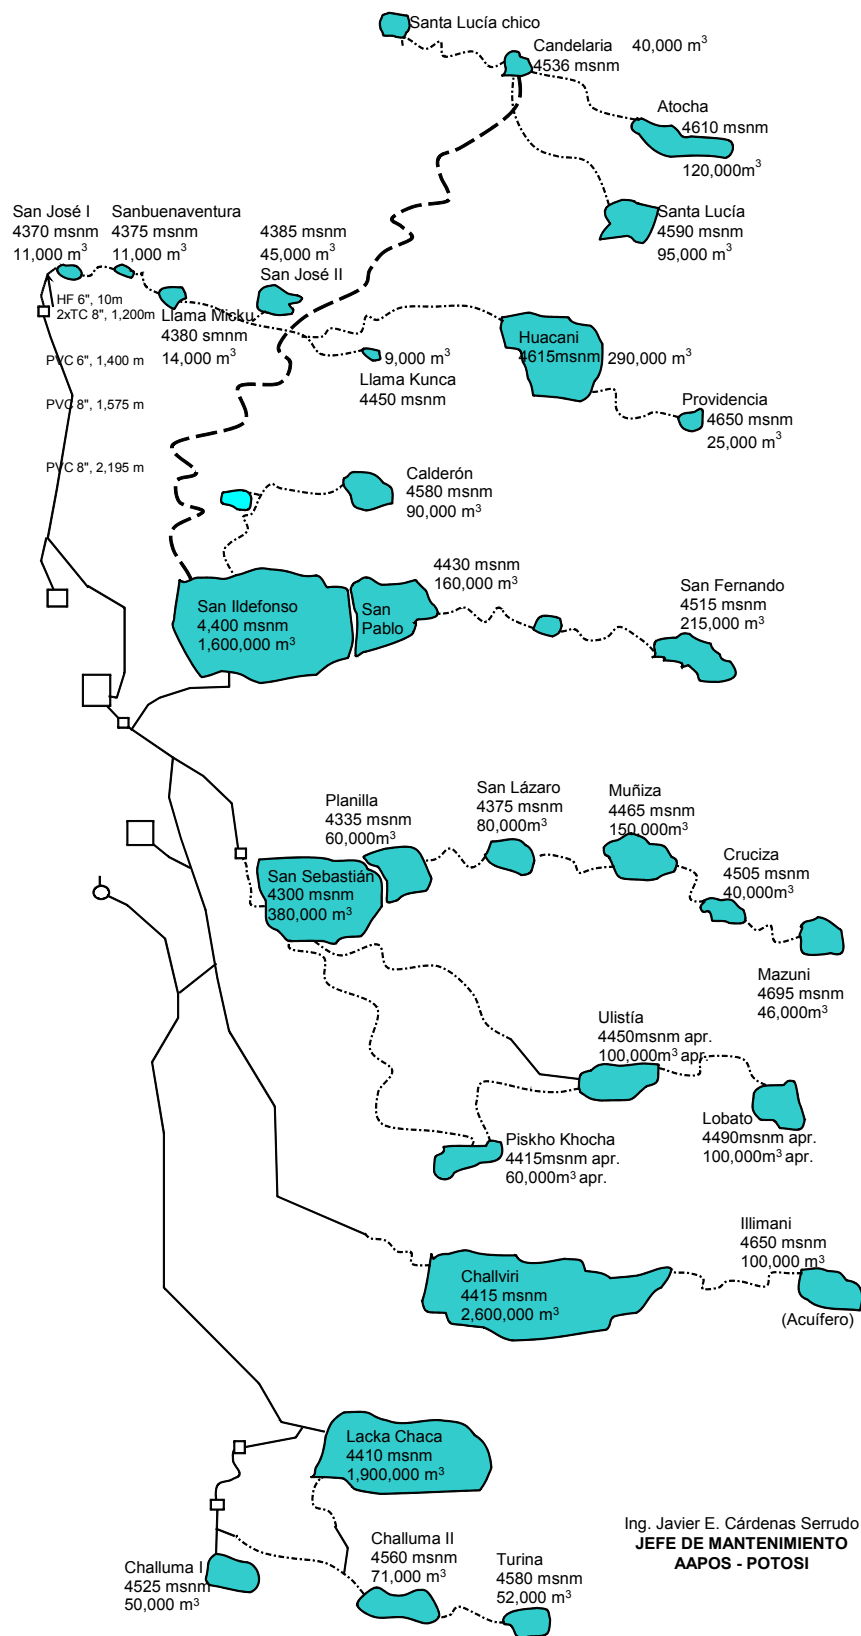 Santa Lucía chico
Candelaria 40,000 m³
4536 msnm
Atocha
4610 msnm
120,000m³
Santa Lucía
4590 msnm
95,000m³
San José I
4370 msnm
11,000 m³
Sanbuenaventura
4375 msnm
11,000 m³
4385 msnm
45,000 m³
San José II
HF 6", 10m
2xTC 8", 1,200m
Llama Micku
4380 smnm
14,000 m³
PVC 6", 1,400 m
PVC 8", 1,575 m
PVC 8", 2,195 m
9,000 m³
Llama Kunca
4450 msnm
Huacani
4615msnm 290,000 m³
Providencia
4650 msnm
25,000 m³
Calderón
4580 msnm
90,000 m³
San Ildefonso
4,400 msnm
1,600,000 m³
San
Pablo
4430 msnm
160,000 m³
San Fernando
4515 msnm
215,000 m³
Planilla
4335 msnm
60,000m³
San Lázaro
4375 msnm
80,000m³
Muñiza
4465 msnm
150,000m³
Cruciza
4505 msnm
40,000m³
San Sebastián
4300 msnm
380,000 m³
Mazuni
4695 msnm
46,000m³
Ulistía
4450msnm apr.
100,000m³ apr.
Lobato
4490msnm apr.
100,000m³ apr.
Piskho Khocha
4415msnm apr.
60,000m³ apr.
Illimani
4650 msnm
100,000 m³
(Acuífero)
Challviri
4415 msnm
2,600,000 m³
Lacka Chaca
4410 msnm
1,900,000 m³
Challuma I
4525 msnm
50,000 m³
Challuma II
4560 msnm
71,000 m³
Turina
4580 msnm
52,000 m³
Ing. Javier E. Cárdenas Serrudo
JEFE DE MANTENIMIENTO
AAPOS - POTOSI